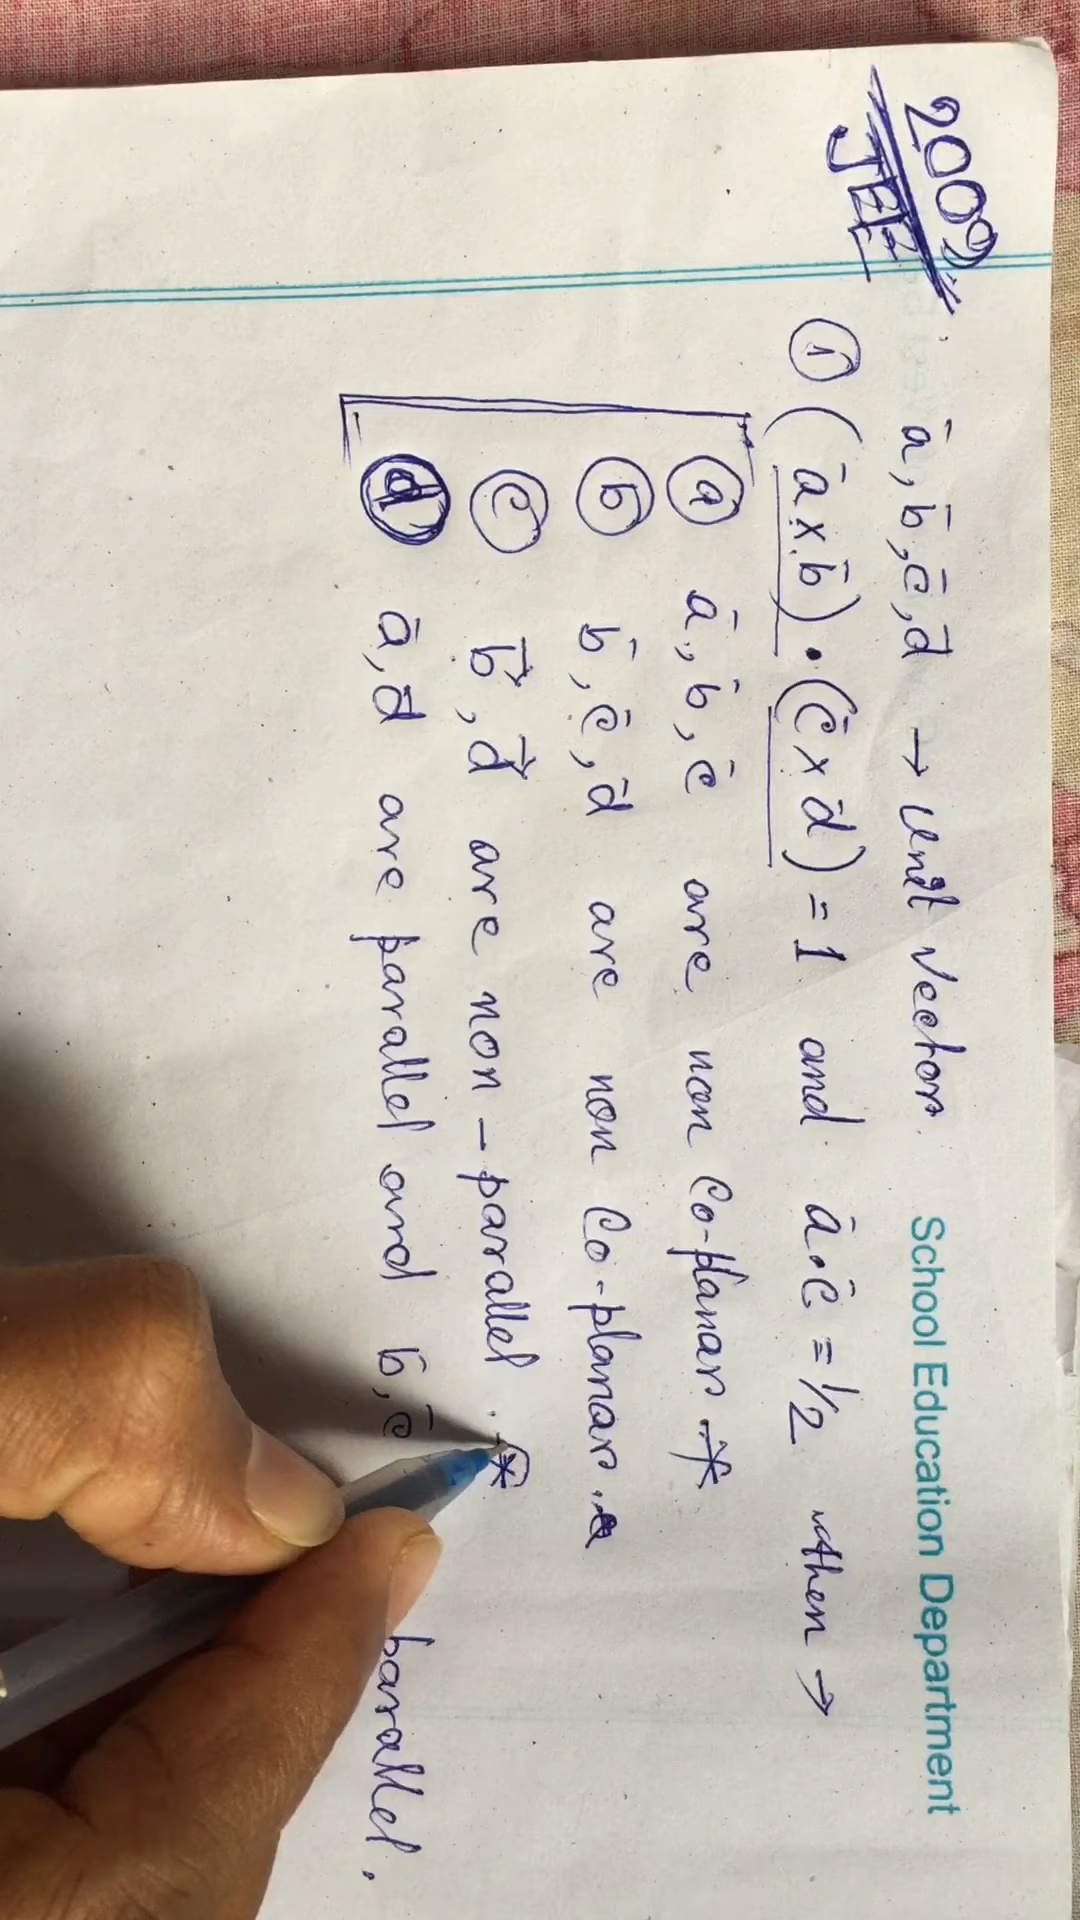 2009
JEE
School Education Department
ā, b̄, c̄, d̄ → Unit Vector.
① (ā × b̄) · (c̄ × d̄) = 1 and ā · c̄ = 1/2 then →
ⓐ ā, b̄, c̄ are non Co-planar
ⓑ b̄, c̄, d̄ are non Co-planar.
ⓒ b⃗, d⃗ are non-parallel.
ⓓ ā, d̄ are parallel and b̄, c̄ parallel.